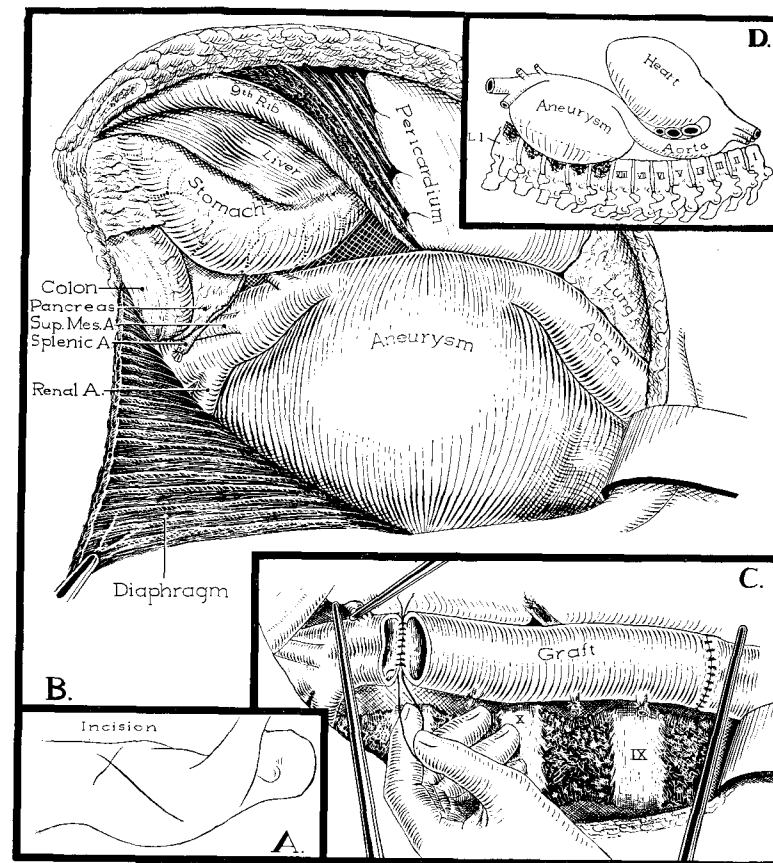 D.
Heart
Aneurysm
Aorta
L I
XII
9th Rib
Liver
Stomach
Pericardium
Lung
Colon
Pancreas
Sup. Mes. A.
Splenic A.
Renal A.
Aneurysm
Aorta
Diaphragm
B.
C.
Graft
X
IX
Incision
A.